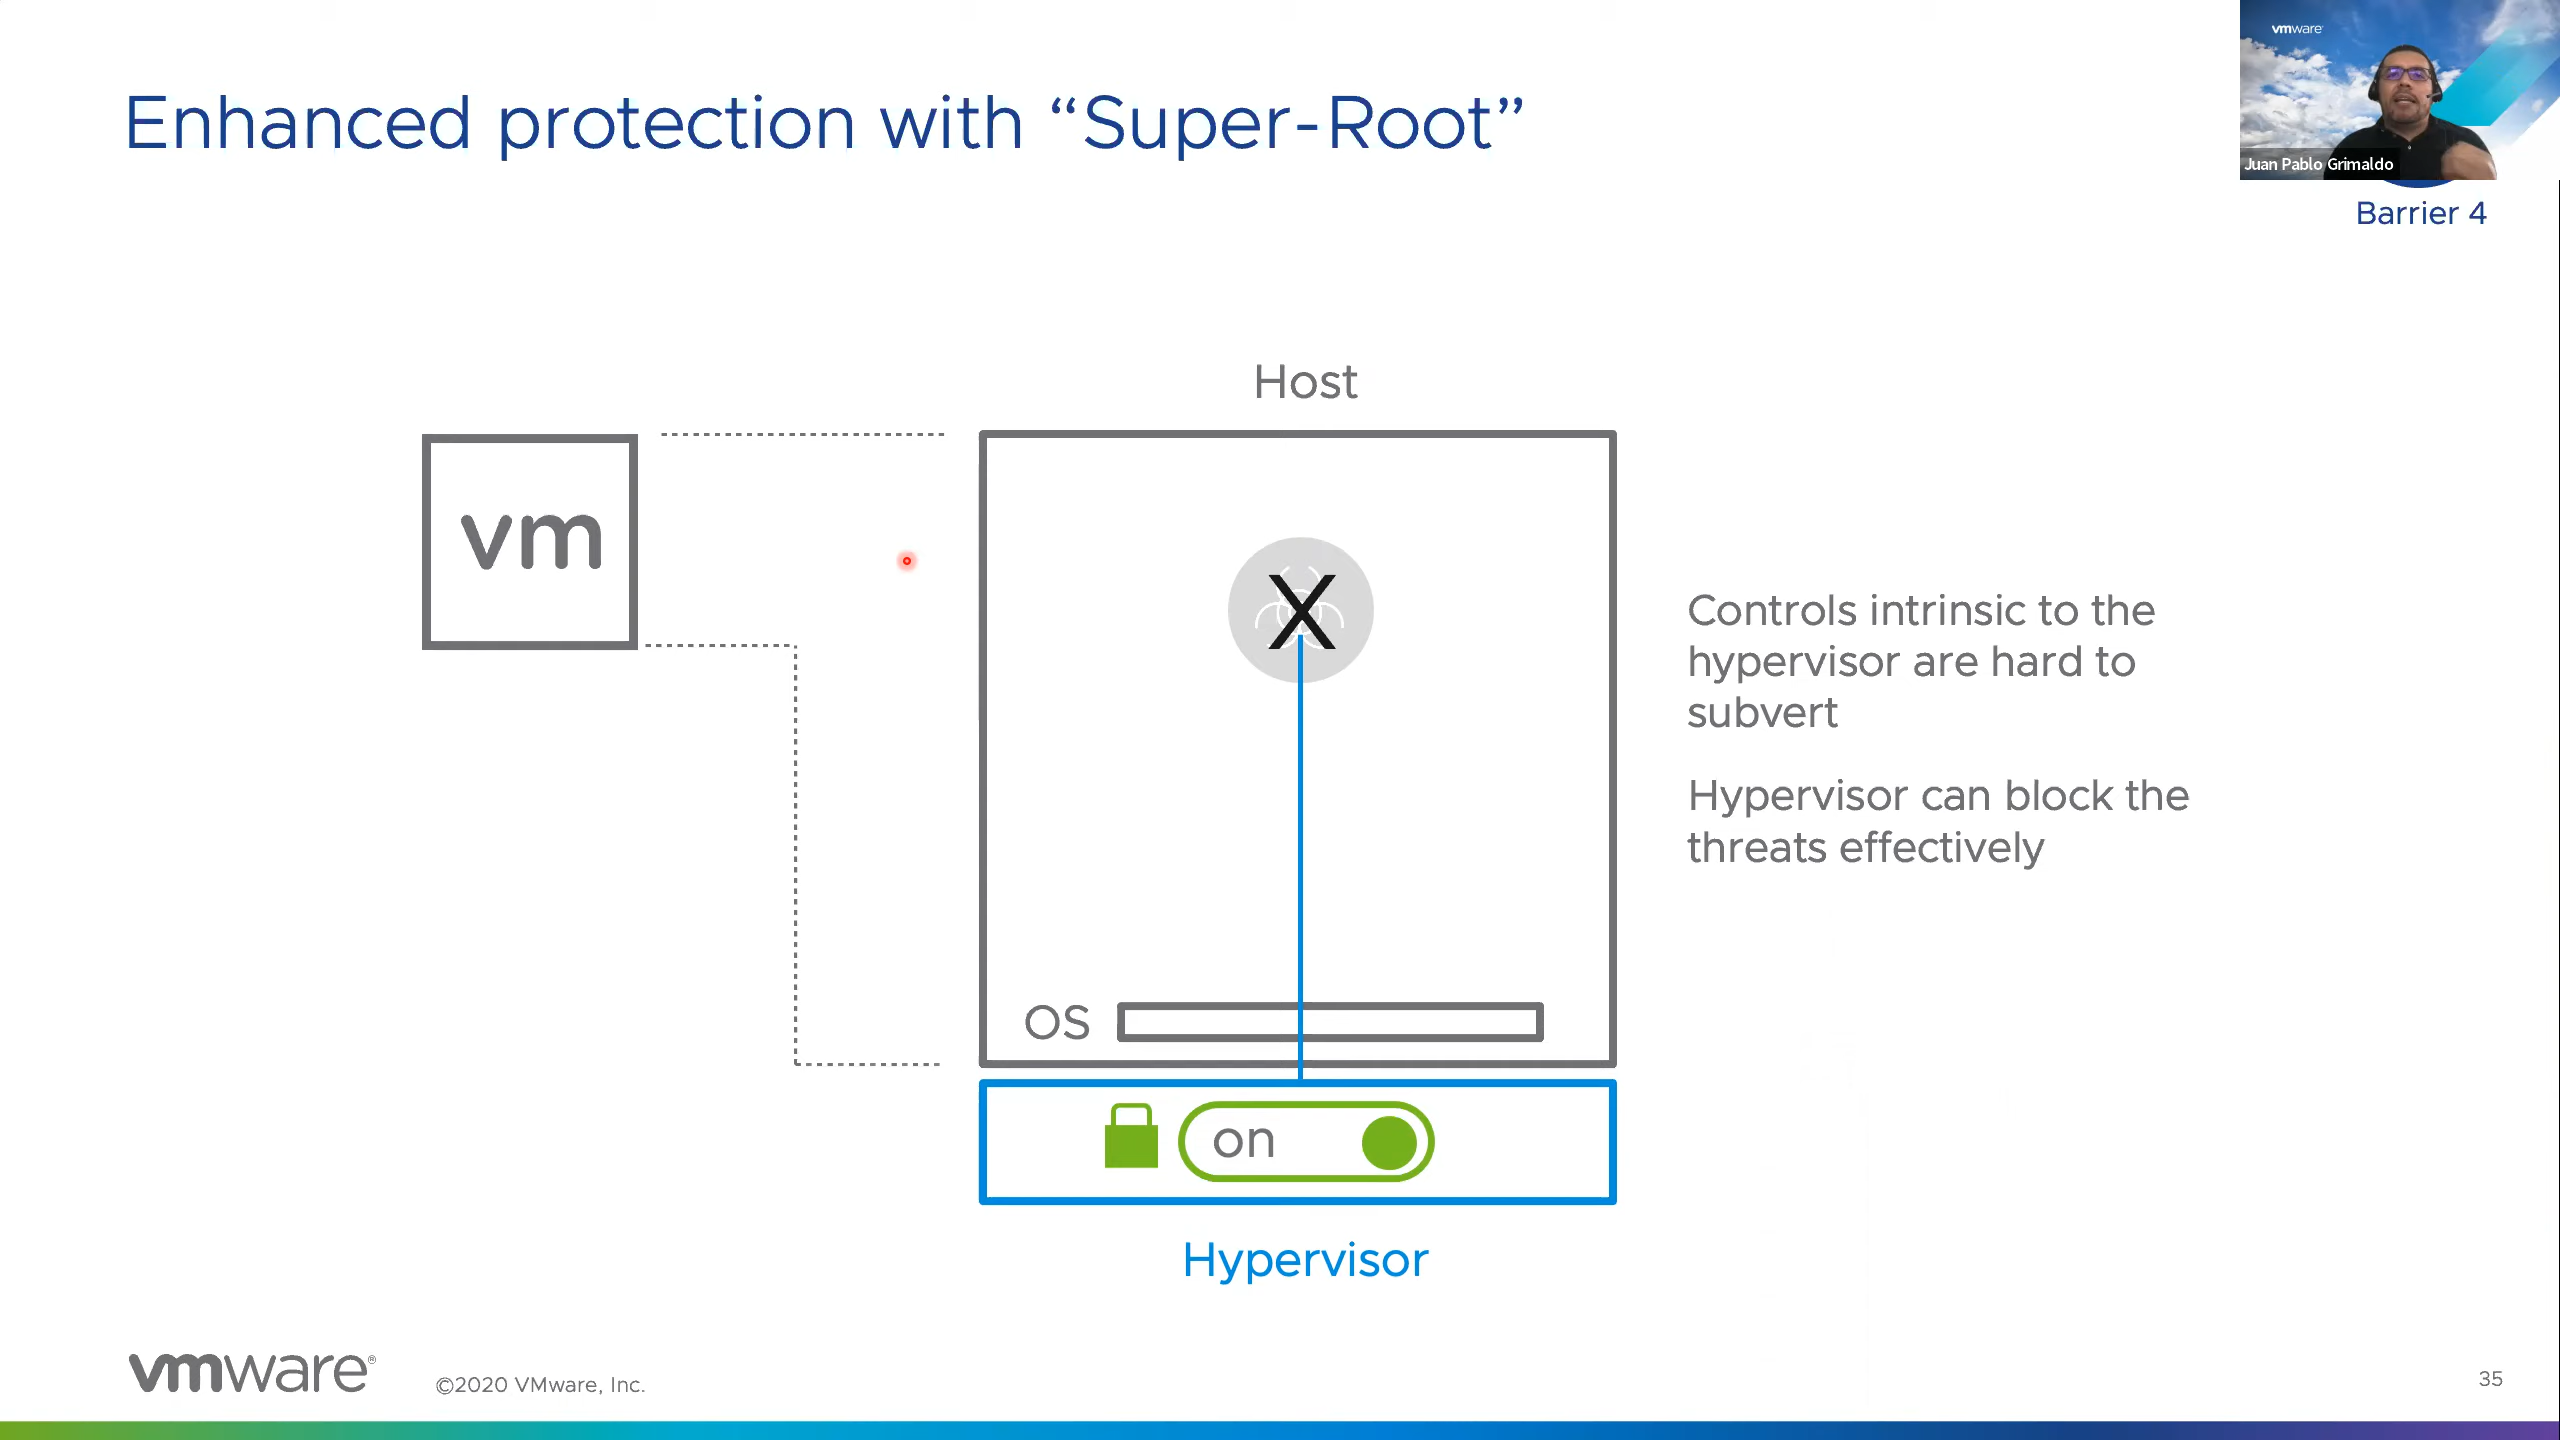 Enhanced protection with “Super-Root”
vmware
Juan Pablo Grimaldo
Barrier 4
Host
vm
X
Controls intrinsic to the
hypervisor are hard to
subvert
Hypervisor can block the
threats effectively
OS
on
Hypervisor
vmware®
©2020 VMware, Inc.
35